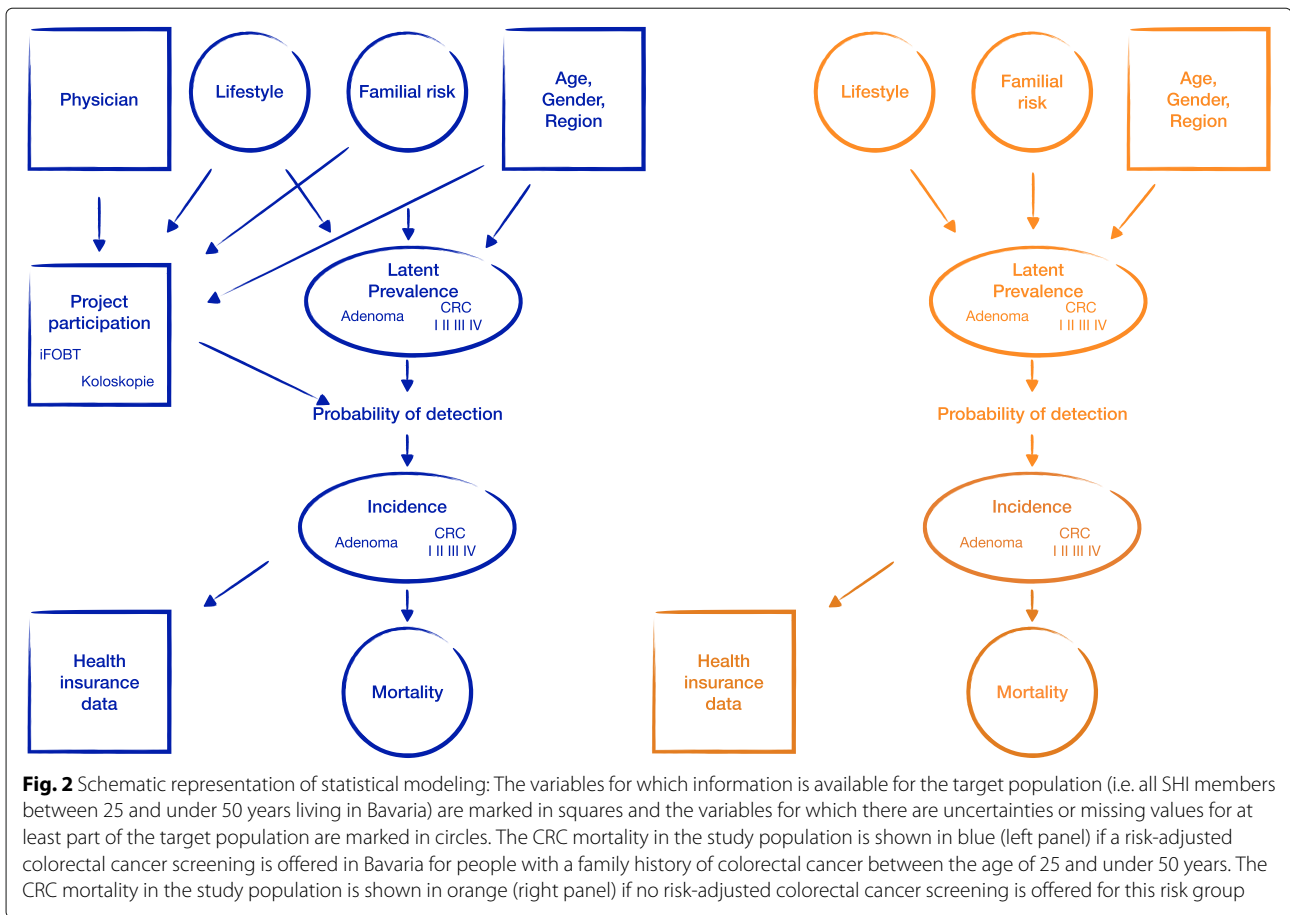 Physician
Lifestyle
Familial risk
Age,
Gender,
Region
Project
participation
iFOBT
Koloskopie
Latent
Prevalence
Adenoma
CRC
I II III IV
Probability of detection
Incidence
Adenoma
CRC
I II III IV
Health
insurance
data
Mortality
Lifestyle
Familial
risk
Age,
Gender,
Region
Latent
Prevalence
Adenoma
CRC
I II III IV
Probability of detection
Incidence
Adenoma
CRC
I II III IV
Health
insurance
data
Mortality
Fig. 2 Schematic representation of statistical modeling: The variables for which information is available for the target population (i.e. all SHI members
between 25 and under 50 years living in Bavaria) are marked in squares and the variables for which there are uncertainties or missing values for at
least part of the target population are marked in circles. The CRC mortality in the study population is shown in blue (left panel) if a risk-adjusted
colorectal cancer screening is offered in Bavaria for people with a family history of colorectal cancer between the age of 25 and under 50 years. The
CRC mortality in the study population is shown in orange (right panel) if no risk-adjusted colorectal cancer screening is offered for this risk group